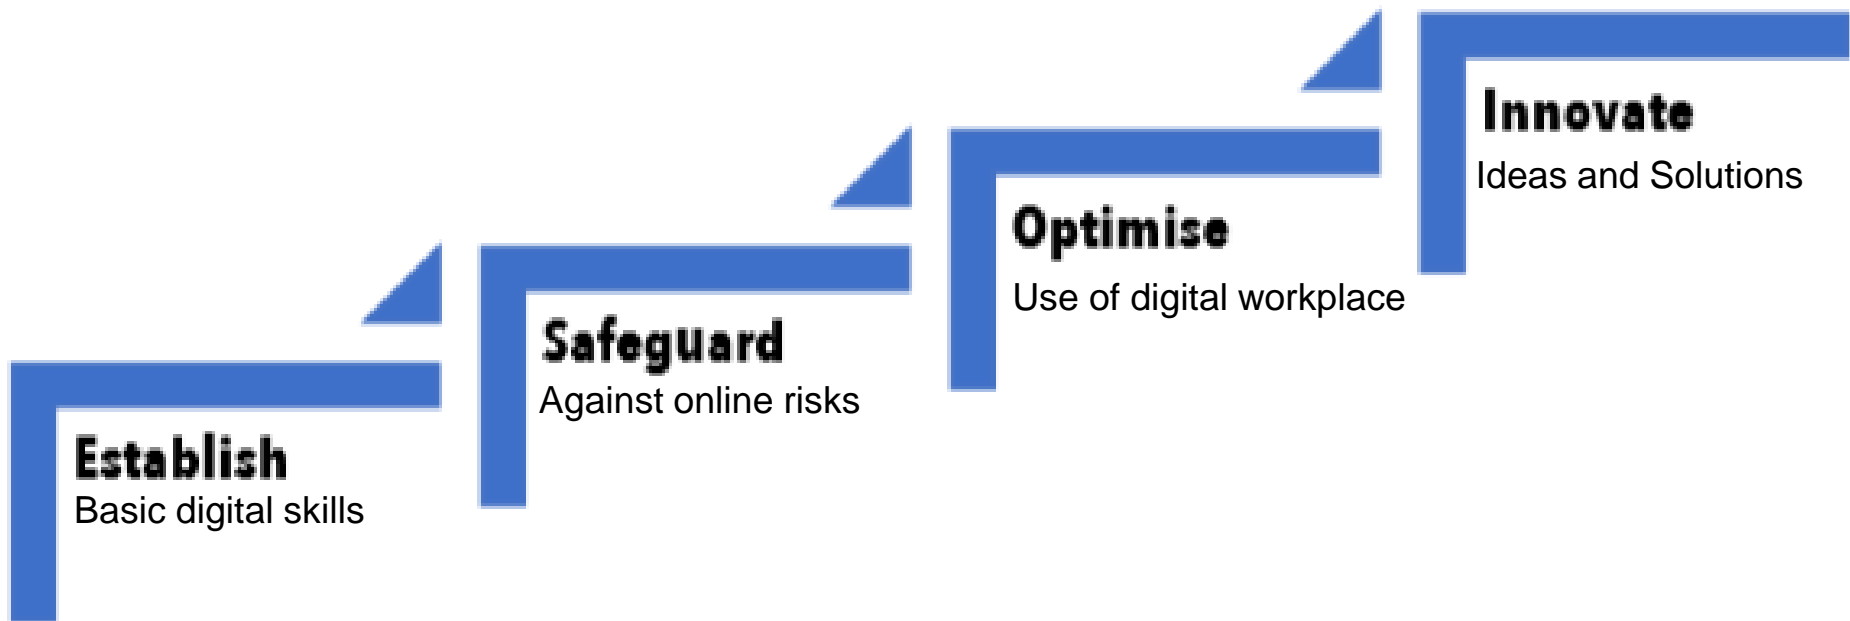 Establish
Basic digital skills
Safeguard
Against online risks
Optimise
Use of digital workplace
Innovate
Ideas and Solutions